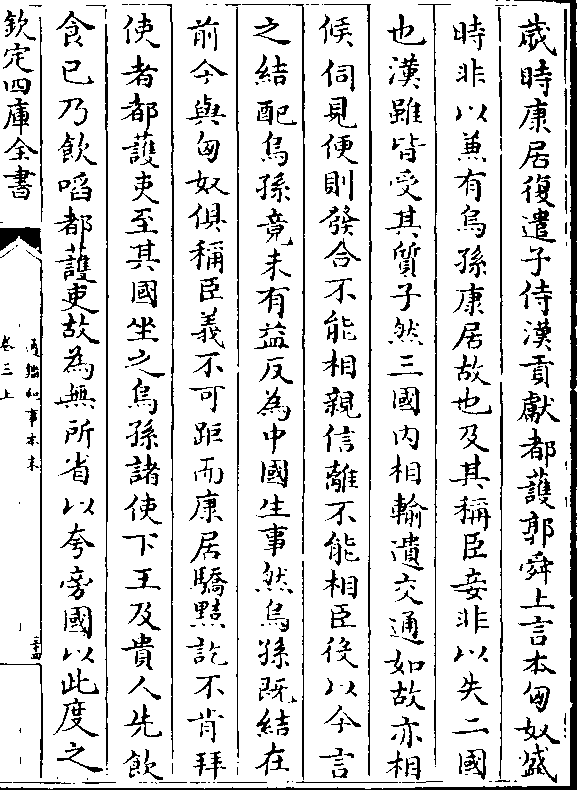 歳時康居復遣子侍漢貢獻都護郭舜上言本匈奴盛
時非以兼有烏孫康居故也及其稱臣妾非以失二國
也漢雖皆受其質子然三國内相輸遺交通如故亦相
候伺見便則發合不能相親信離不能相臣役以今言
之結配烏孫竟未有益反為中國生事然烏孫既結在
前今與匈奴俱稱臣義不可距而康居驕黠訖不肯拜
使者都護吏至其國坐之烏孫諸使下王及貴人先飲
食已乃飲啗都護吏故為無所省以夸旁國以此度之
欽定四庫全書
通鑑紀事本末
卷三上
三十四